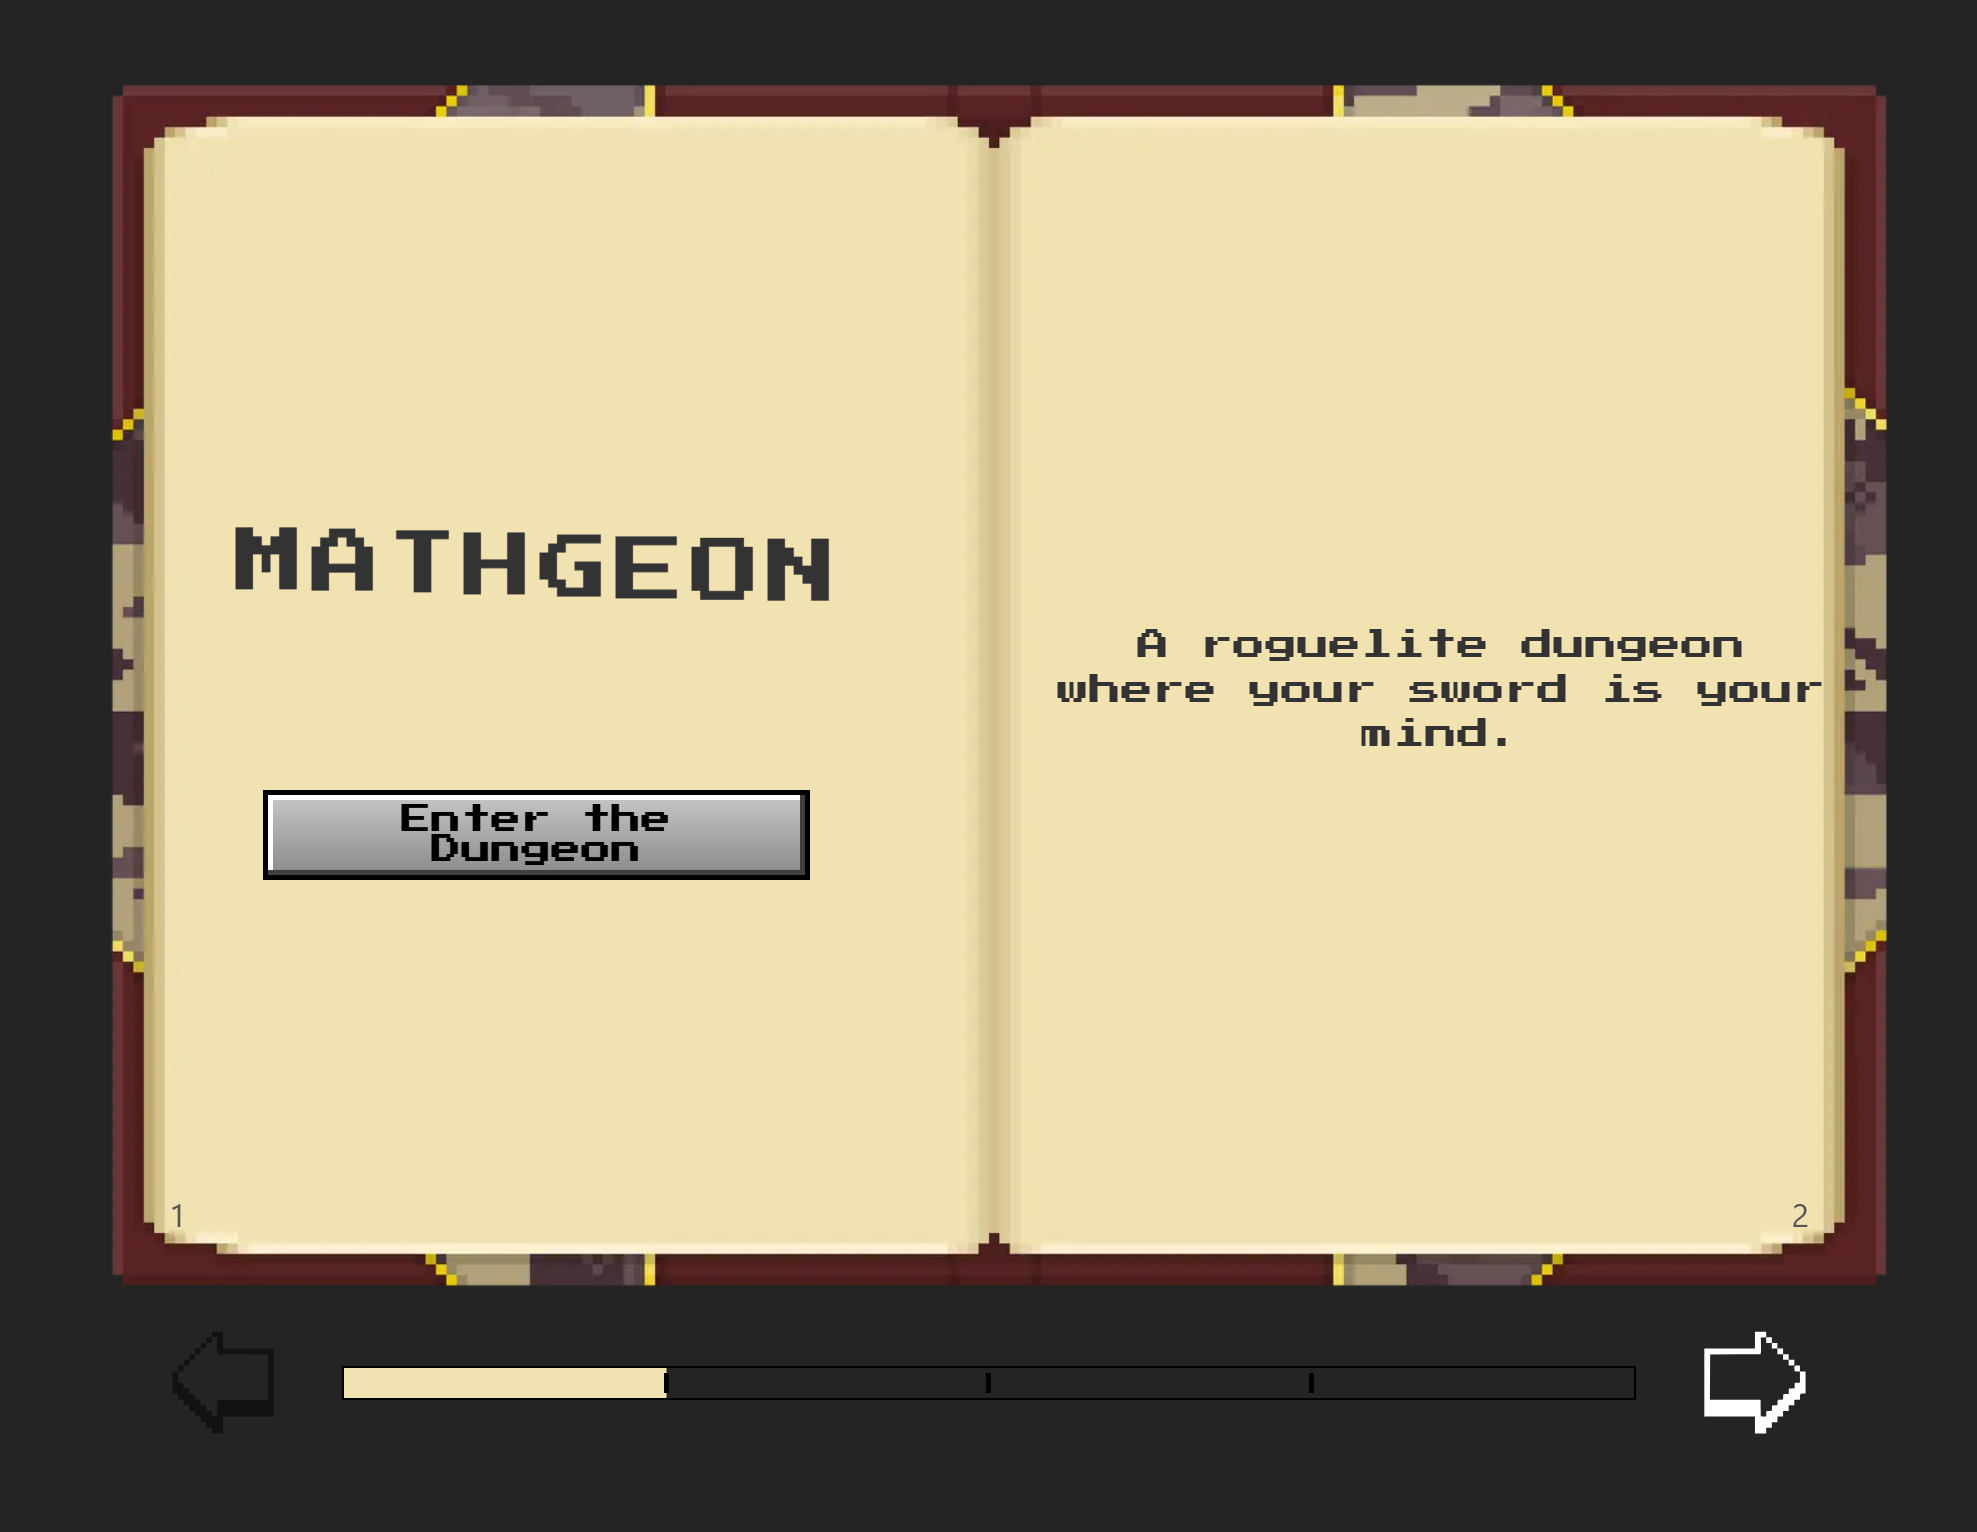 MATHGEON
Enter the
Dungeon
1
A roguelite dungeon
where your sword is your
mind.
2